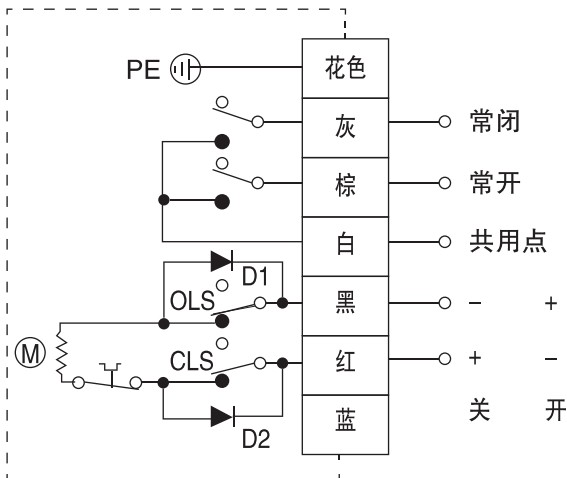 PE 花色
灰 常闭
棕 常开
白 共用点
D1
OLS 黑 - +
M CLS 红 + -
关 开
D2 蓝